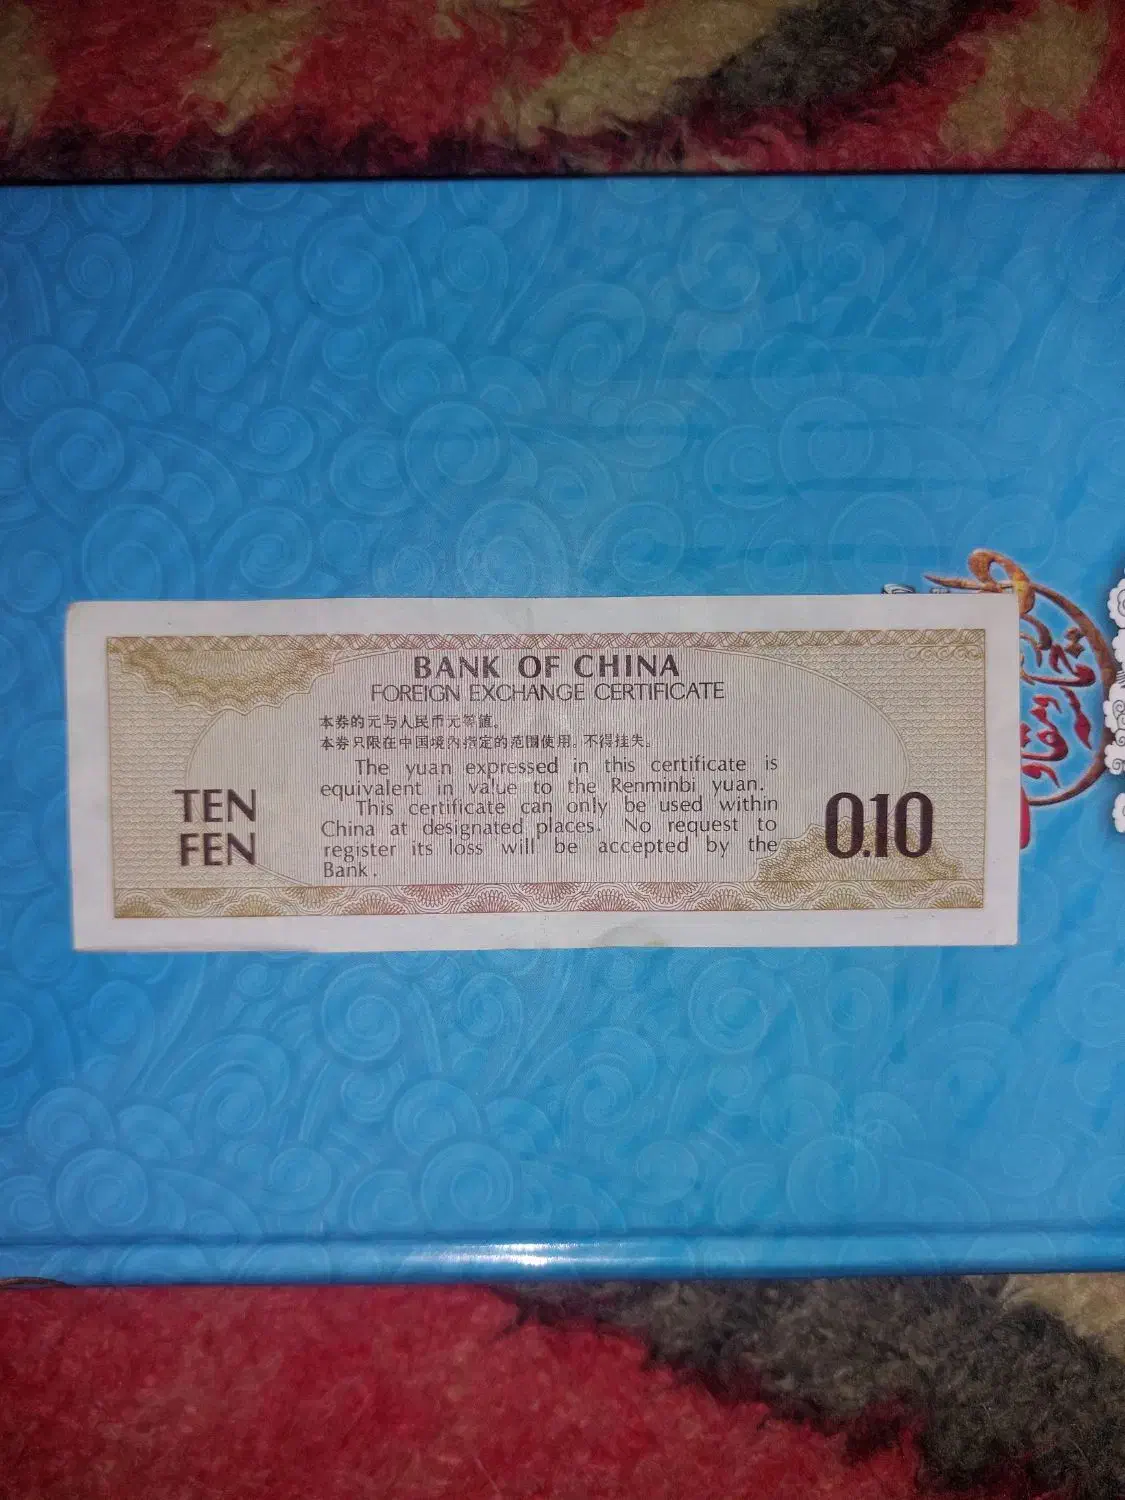 BANK OF CHINA
FOREIGN EXCHANGE CERTIFICATE
本券的元与人民币元等值。
本券只限在中国境内指定的范围使用。不得挂失。
The yuan expressed in this certificate is
equivalent in value to the Renminbi yuan.
This certificate can only be used within
China at designated places. No request to
register its loss will be accepted by the
Bank.
TEN
FEN
0.10